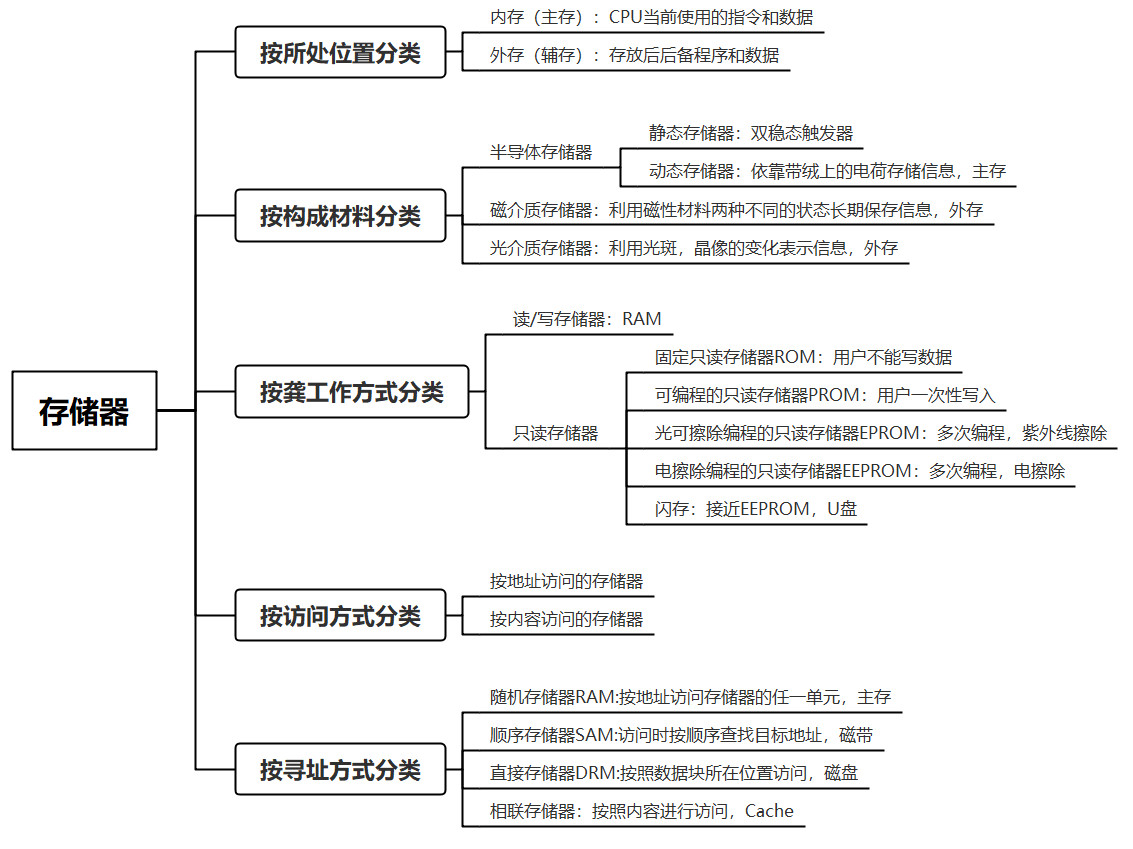 存储器
按所处位置分类
内存（主存）：CPU当前使用的指令和数据
外存（辅存）：存放后后备程序和数据
按构成材料分类
半导体存储器
静态存储器：双稳态触发器
动态存储器：依靠带绒上的电荷存储信息，主存
磁介质存储器：利用磁性材料两种不同的状态长期保存信息，外存
光介质存储器：利用光斑，晶像的变化表示信息，外存
按龚工作方式分类
读/写存储器：RAM
只读存储器
固定只读存储器ROM：用户不能写数据
可编程的只读存储器PROM：用户一次性写入
光可擦除编程的只读存储器EPROM：多次编程，紫外线擦除
电擦除编程的只读存储器EEPROM：多次编程，电擦除
闪存：接近EEPROM，U盘
按访问方式分类
按地址访问的存储器
按内容访问的存储器
按寻址方式分类
随机存储器RAM:按地址访问存储器的任一单元，主存
顺序存储器SAM:访问时按顺序查找目标地址，磁带
直接存储器DRM:按照数据块所在位置访问，磁盘
相联存储器：按照内容进行访问，Cache